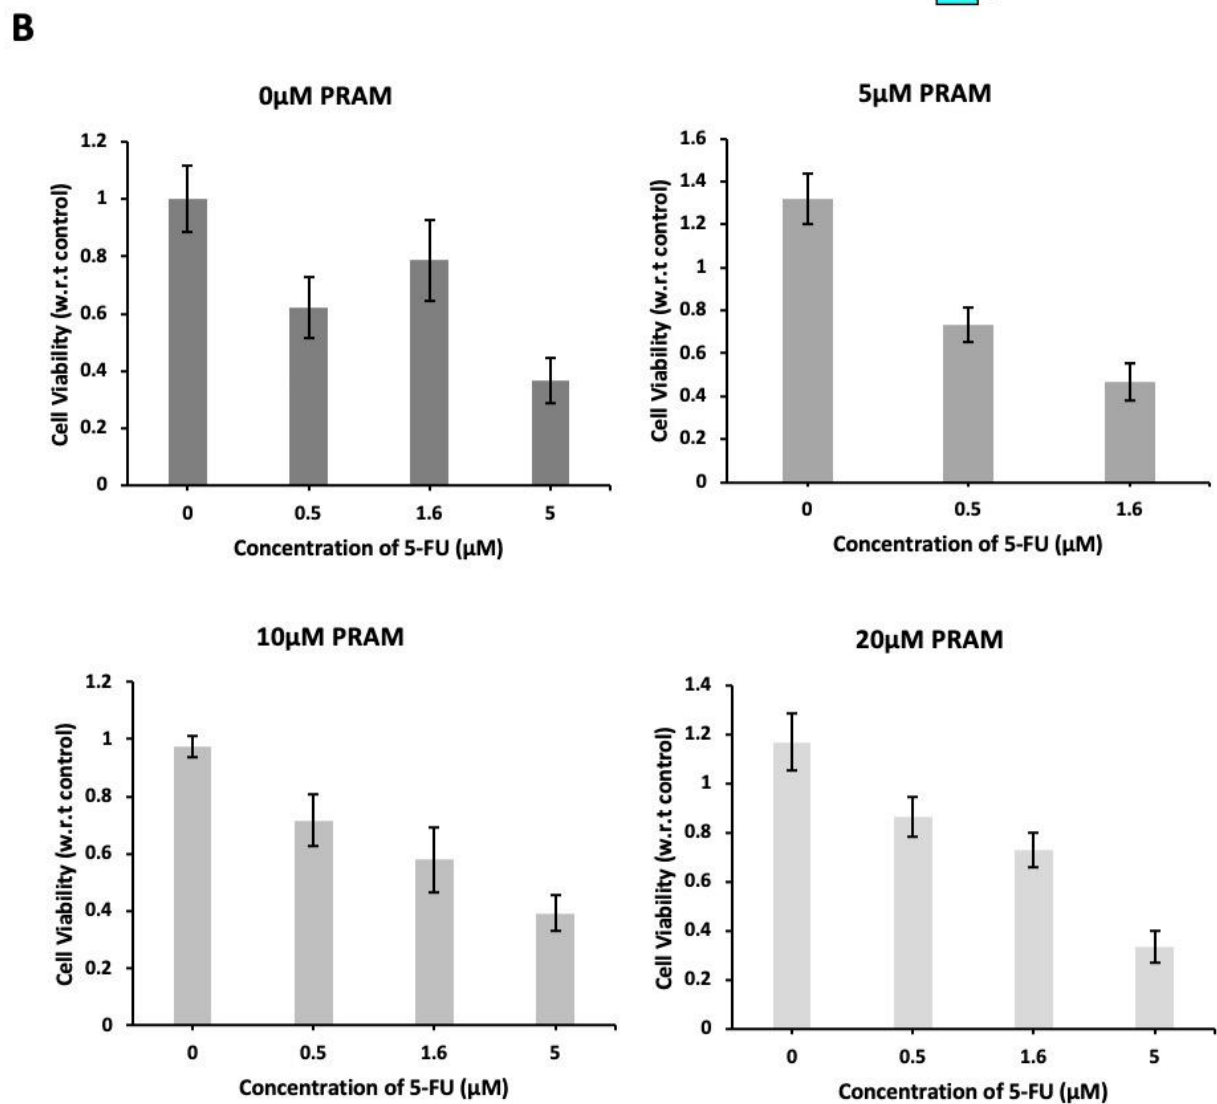 B
0µM PRAM
1.2
1
0.8
0.6
0.4
0.2
0
Cell Viability (w.r.t control)
0 0.5 1.6 5
Concentration of 5-FU (µM)
5µM PRAM
1.6
1.4
1.2
1
0.8
0.6
0.4
0.2
0
Cell Viability (w.r.t control)
0 0.5 1.6
Concentration of 5-FU (µM)
10µM PRAM
1.2
1
0.8
0.6
0.4
0.2
0
Cell Viability (w.r.t control)
0 0.5 1.6 5
Concentration of 5-FU (µM)
20µM PRAM
1.4
1.2
1
0.8
0.6
0.4
0.2
0
Cell Viability (w.r.t control)
0 0.5 1.6 5
Concentration of 5-FU (µM)